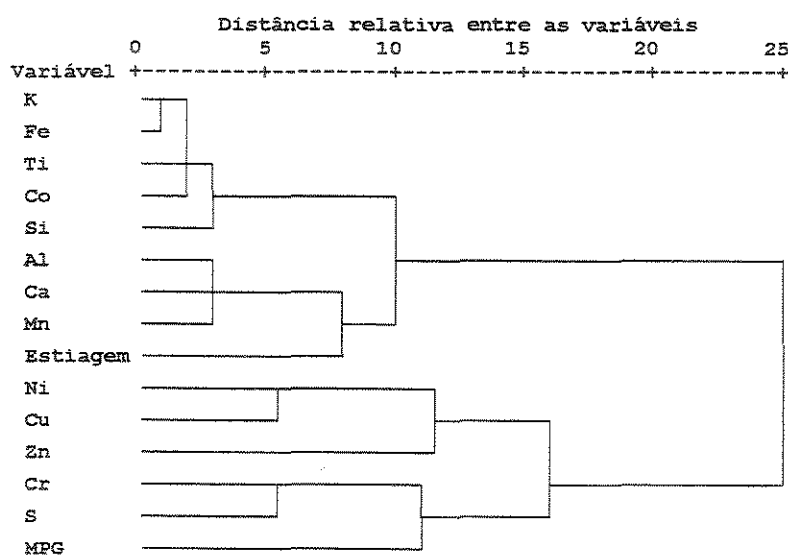 Distância relativa entre as variáveis
0 5 10 15 20 25
Variável +---------+---------+---------+---------+---------+
K
Fe
Ti
Co
Si
Al
Ca
Mn
Estiagem
Ni
Cu
Zn
Cr
S
MPG